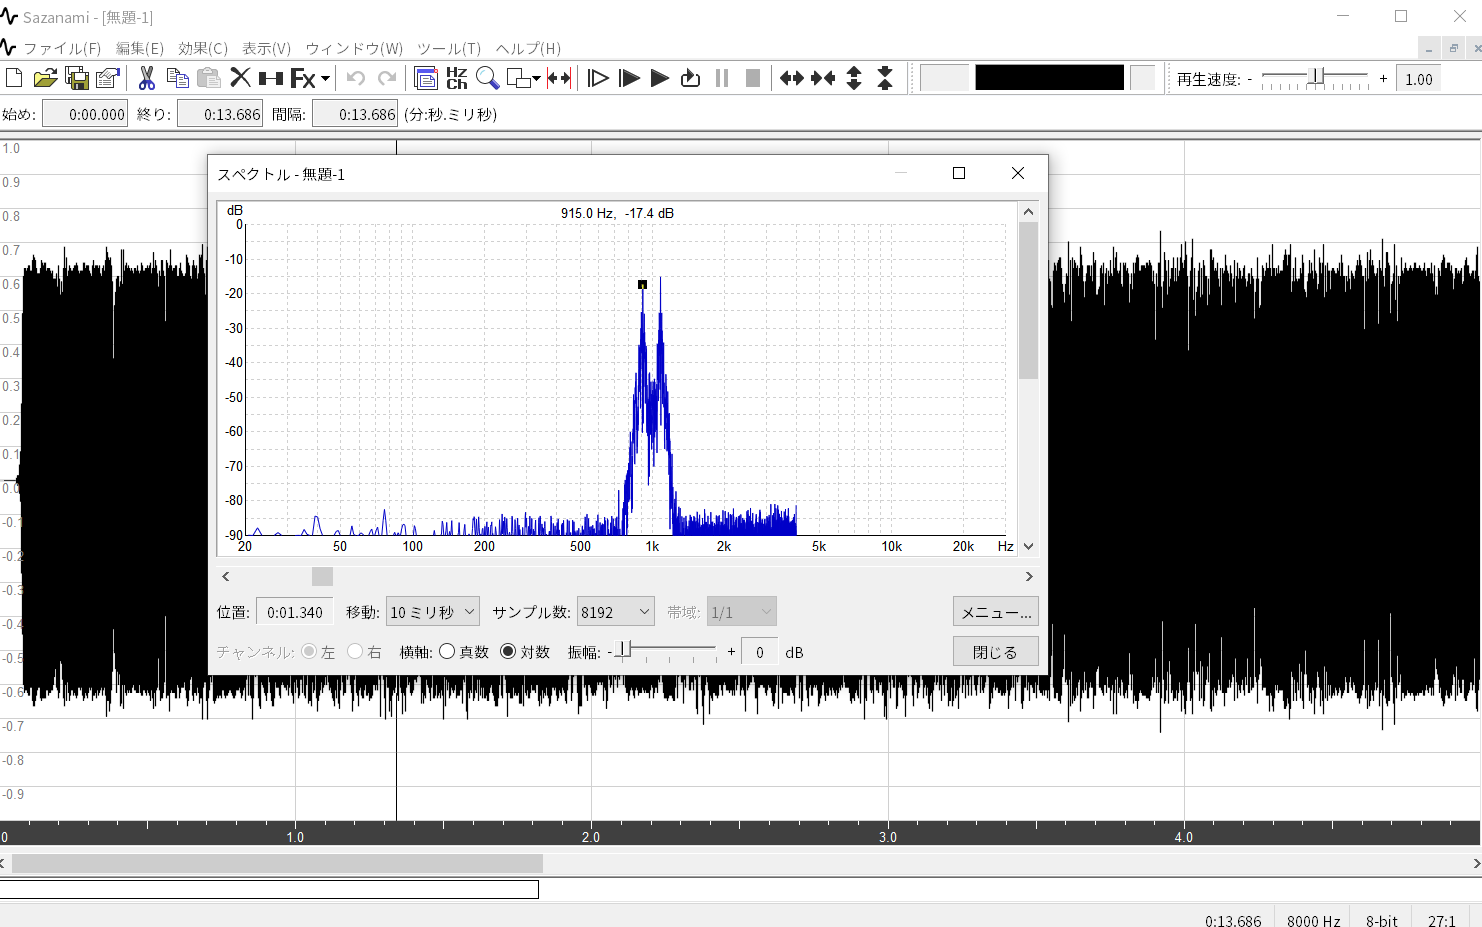 Sazanami - [無題-1]
ファイル(F) 編集(E) 効果(C) 表示(V) ウィンドウ(W) ツール(T) ヘルプ(H)
Hz Ch Fx 再生速度: - + 1.00
始め: 0:00.000 終り: 0:13.686 間隔: 0:13.686 (分:秒.ミリ秒)
1.0
0.9
0.8
0.7
0.6
0.5
0.4
0.3
0.2
0.1
0.0
-0.1
-0.2
-0.3
-0.4
-0.5
-0.6
-0.7
-0.8
-0.9
スペクトル - 無題-1
915.0 Hz, -17.4 dB
dB
0
-10
-20
-30
-40
-50
-60
-70
-80
-90
20 50 100 200 500 1k 2k 5k 10k 20k Hz
位置: 0:01.340 移動: 10 ミリ秒 サンプル数: 8192 帯域: 1/1 メニュー...
チャンネル: 左 右 横軸: 真数 対数 振幅: - + 0 dB 閉じる
0 1.0 2.0 3.0 4.0
0:13.686 8000 Hz 8-bit 27:1